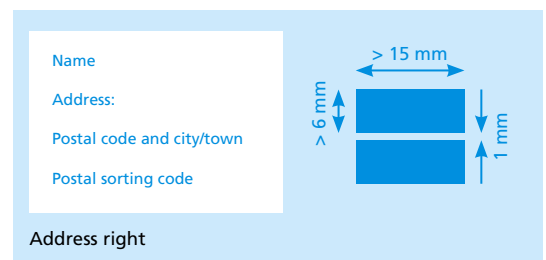 Name
Address:
Postal code and city/town
Postal sorting code
> 15 mm
> 6 mm
1 mm
Address right